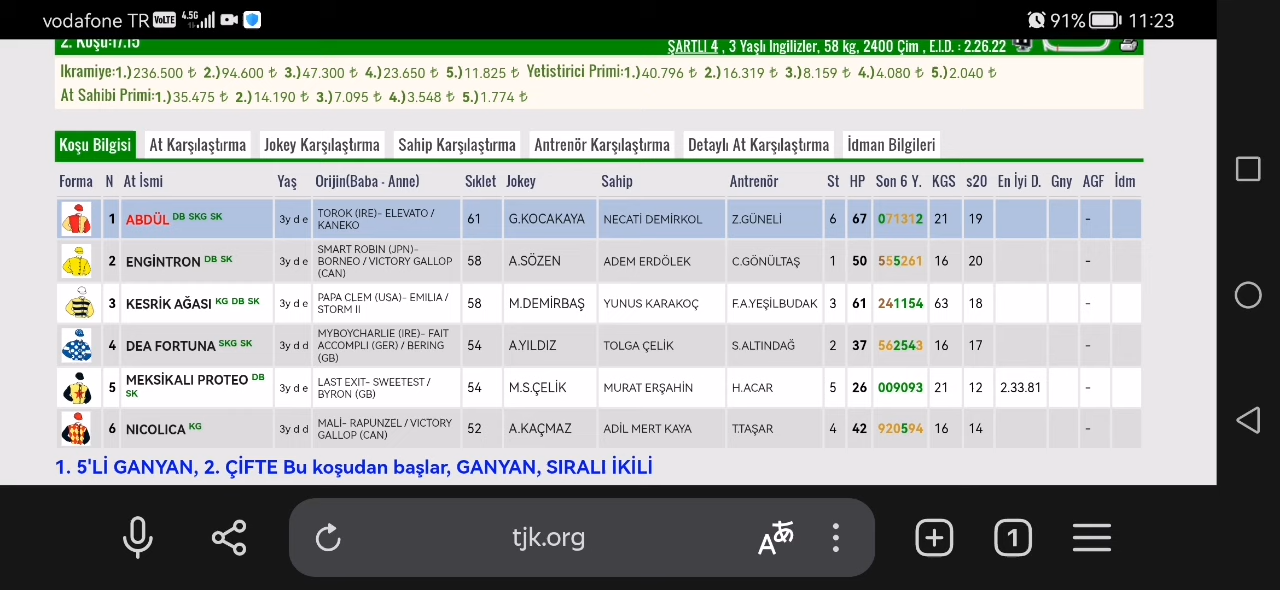 vodafone TR VoLTE 4.5G 91% 11:23
2. Koşu:17.15 ŞARTLI 4 , 3 Yaşlı Ingilizler, 58 kg, 2400 Çim , E.I.D. : 2.26.22
Ikramiye:1.)236.500 ₺ 2.)94.600 ₺ 3.)47.300 ₺ 4.)23.650 ₺ 5.)11.825 ₺ Yetistirici Primi:1.)40.796 ₺ 2.)16.319 ₺ 3.)8.159 ₺ 4.)4.080 ₺ 5.)2.040 ₺
At Sahibi Primi:1.)35.475 ₺ 2.)14.190 ₺ 3.)7.095 ₺ 4.)3.548 ₺ 5.)1.774 ₺
Koşu Bilgisi At Karşılaştırma Jokey Karşılaştırma Sahip Karşılaştırma Antrenör Karşılaştırma Detaylı At Karşılaştırma İdman Bilgileri
Forma N At İsmi Yaş Orijin(Baba - Anne) Sıklet Jokey Sahip Antrenör St HP Son 6 Y. KGS s20 En İyi D. Gny AGF İdm
1 ABDÜL DB SKG SK 3y d e TOROK (IRE)- ELEVATO / KANEKO 61 G.KOCAKAYA NECATİ DEMİRKOL Z.GÜNELİ 6 67 071312 21 19 -
2 ENGİNTRON DB SK 3y d e SMART ROBIN (JPN)- BORNEO / VICTORY GALLOP (CAN) 58 A.SÖZEN ADEM ERDÖLEK C.GÖNÜLTAŞ 1 50 555261 16 20 -
3 KESRİK AĞASI KG DB SK 3y d e PAPA CLEM (USA)- EMILIA / STORM II 58 M.DEMİRBAŞ YUNUS KARAKOÇ F.A.YEŞİLBUDAK 3 61 241154 63 18 -
4 DEA FORTUNA SKG SK 3y d d MYBOYCHARLIE (IRE)- FAIT ACCOMPLI (GER) / BERING (GB) 54 A.YILDIZ TOLGA ÇELİK S.ALTINDAĞ 2 37 562543 16 17 -
5 MEKSİKALI PROTEO DB SK 3y d e LAST EXIT- SWEETEST / BYRON (GB) 54 M.S.ÇELİK MURAT ERŞAHİN H.ACAR 5 26 009093 21 12 2.33.81 -
6 NICOLICA KG 3y d d MALİ- RAPUNZEL / VICTORY GALLOP (CAN) 52 A.KAÇMAZ ADİL MERT KAYA T.TAŞAR 4 42 920594 16 14 -
1. 5'Lİ GANYAN, 2. ÇİFTE Bu koşudan başlar, GANYAN, SIRALI İKİLİ
tjk.org Aあ 1